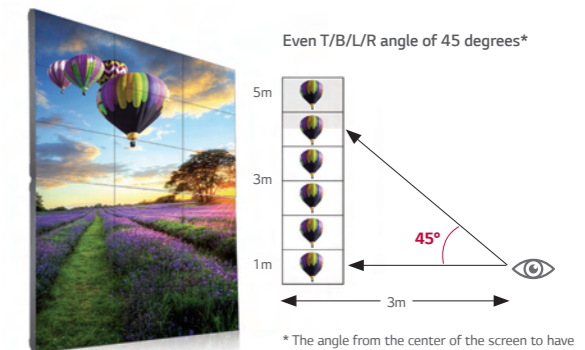 Even T/B/L/R angle of 45 degrees*
5m
3m
45°
1m
3m
* The angle from the center of the screen to have